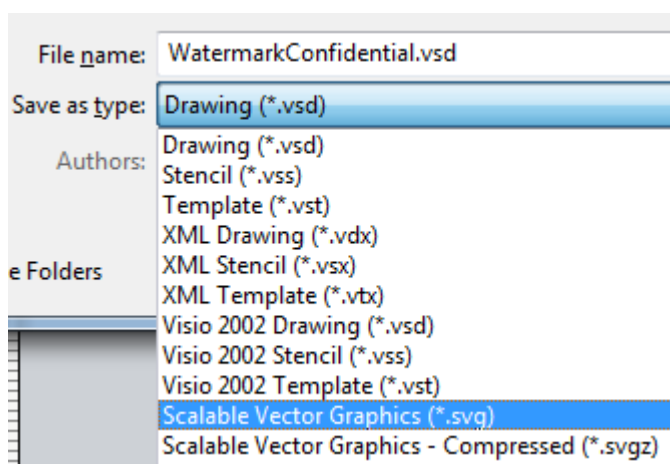 File name: WatermarkConfidential.vsd
Save as type: Drawing (*.vsd)
Drawing (*.vsd)
Authors:
Stencil (*.vss)
Template (*.vst)
XML Drawing (*.vdx)
e Folders
XML Stencil (*.vsx)
XML Template (*.vtx)
Visio 2002 Drawing (*.vsd)
Visio 2002 Stencil (*.vss)
Visio 2002 Template (*.vst)
Scalable Vector Graphics (*.svg)
Scalable Vector Graphics - Compressed (*.svgz)